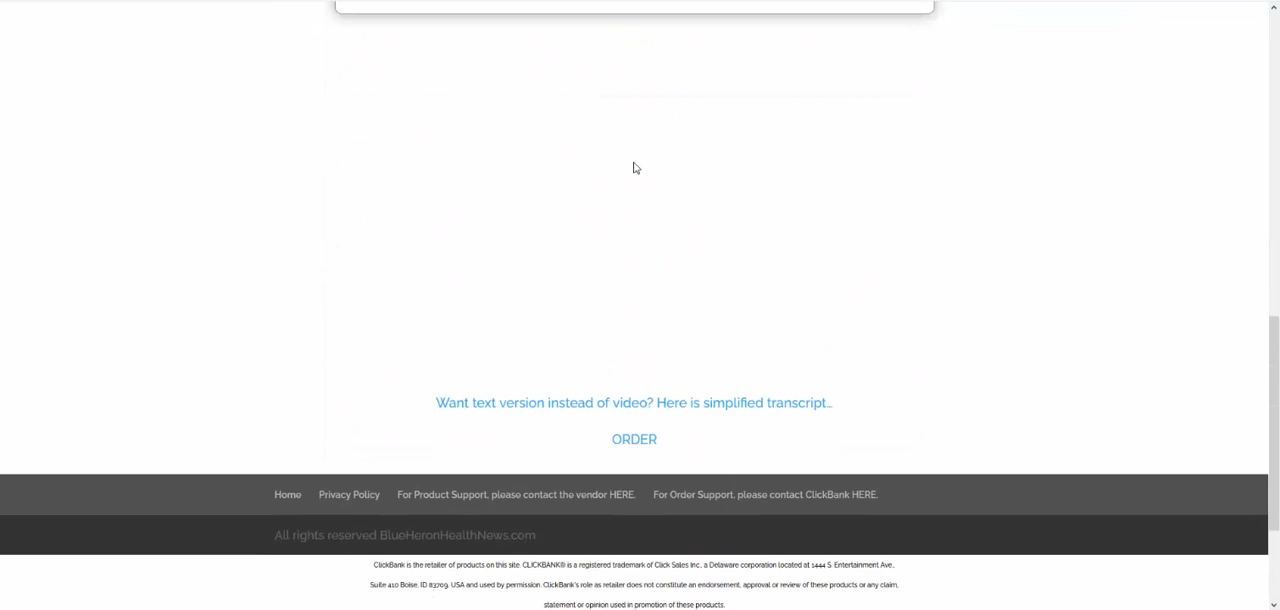 Want text version instead of video? Here is simplified transcript...
ORDER
Home Privacy Policy For Product Support, please contact the vendor HERE. For Order Support, please contact ClickBank HERE.
All rights reserved BlueHeronHealthNews.com
ClickBank is the retailer of products on this site. CLICKBANK® is a registered trademark of Click Sales Inc., a Delaware corporation located at 1444 S. Entertainment Ave.,
Suite 410 Boise, ID 83709, USA and used by permission. ClickBank's role as retailer does not constitute an endorsement, approval or review of these products or any claim,
statement or opinion used in promotion of these products.